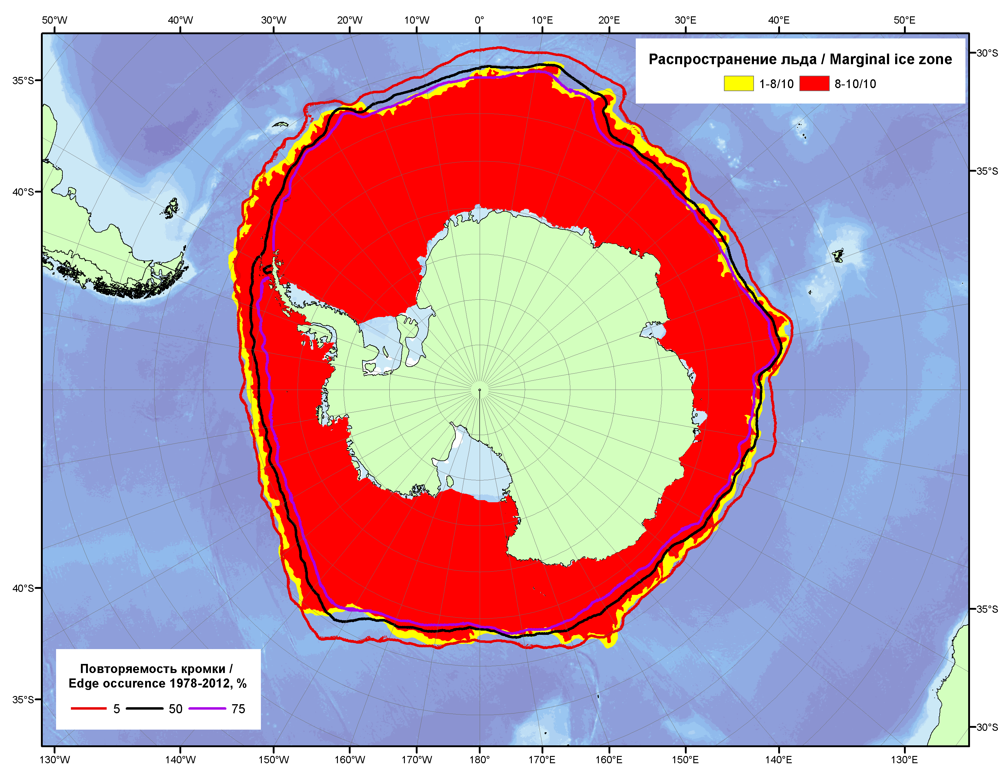 50°W 40°W 30°W 20°W 10°W 0° 10°E 20°E 30°E 40°E 50°E
30°S
Распространение льда / Marginal ice zone
1-8/10 8-10/10
35°S
35°S
40°S
40°S
35°S
Повторяемость кромки /
Edge occurence 1978-2012, %
5 50 75
35°S
30°S
130°W 140°W 150°W 160°W 170°W 180° 170°E 160°E 150°E 140°E 130°E